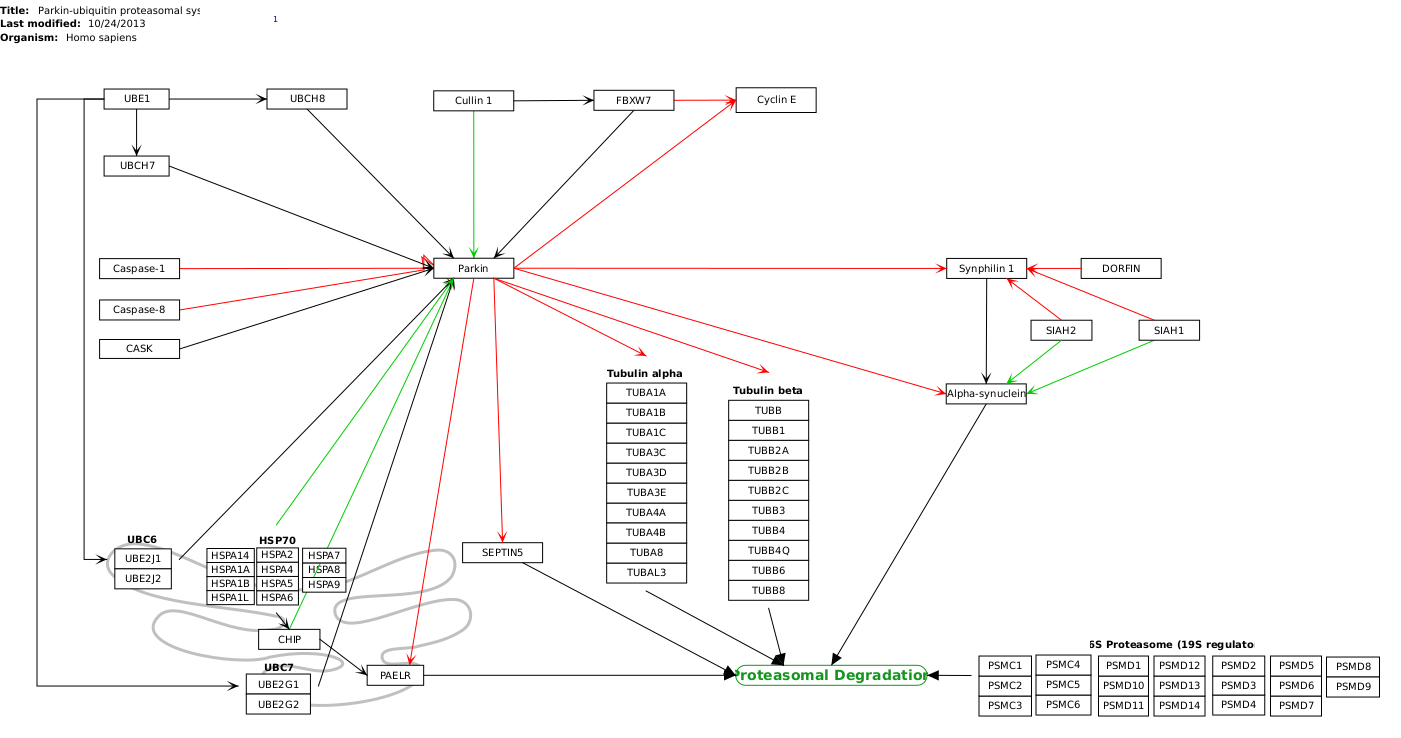 Title: Parkin-ubiquitin proteasomal sys
Last modified: 10/24/2013
Organism: Homo sapiens
1
UBE1
UBCH8
Cullin 1
FBXW7
Cyclin E
UBCH7
Caspase-1
Parkin
Synphilin 1
DORFIN
Caspase-8
SIAH2
SIAH1
CASK
Alpha-synuclein
Tubulin alpha
TUBA1A
TUBA1B
TUBA1C
TUBA3C
TUBA3D
TUBA3E
TUBA4A
TUBA4B
TUBA8
TUBAL3
Tubulin beta
TUBB
TUBB1
TUBB2A
TUBB2B
TUBB2C
TUBB3
TUBB4
TUBB4Q
TUBB6
TUBB8
UBC6
UBE2J1
UBE2J2
HSP70
HSPA14
HSPA1A
HSPA1B
HSPA1L
HSPA2
HSPA4
HSPA5
HSPA6
HSPA7
HSPA8
HSPA9
SEPTIN5
CHIP
UBC7
UBE2G1
UBE2G2
PAELR
Proteasomal Degradation
6S Proteasome (19S regulato
PSMC1
PSMC2
PSMC3
PSMC4
PSMC5
PSMC6
PSMD1
PSMD10
PSMD11
PSMD12
PSMD13
PSMD14
PSMD2
PSMD3
PSMD4
PSMD5
PSMD6
PSMD7
PSMD8
PSMD9